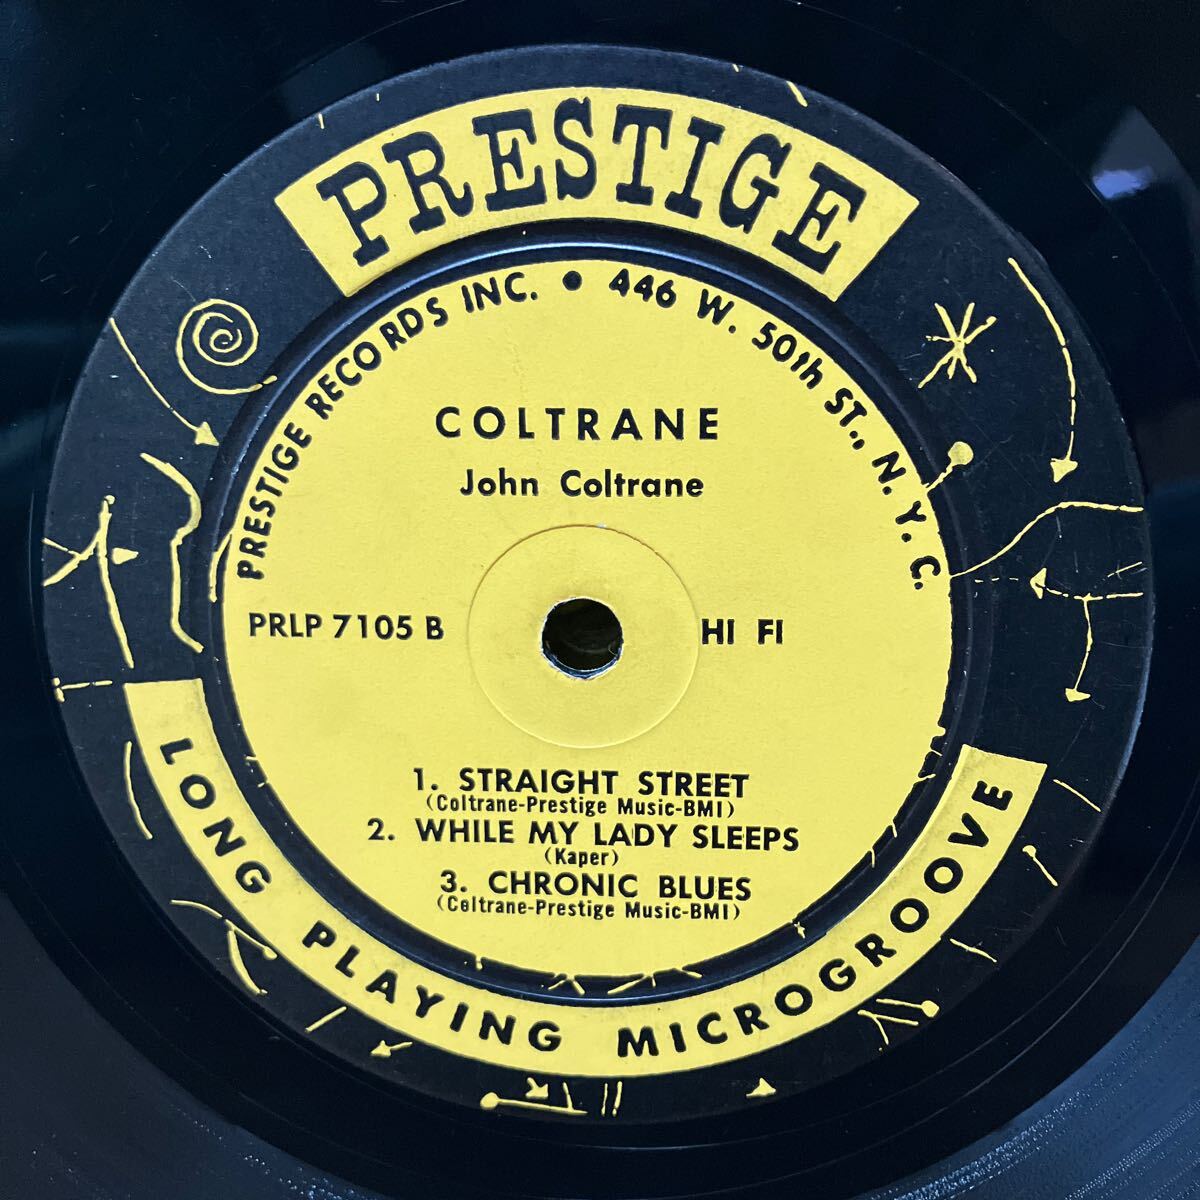 PRESTIGE
PRESTIGE RECORDS INC. • 446 W. 50th ST., N.Y.C.
COLTRANE
John Coltrane
PRLP 7105 B
HI FI
1. STRAIGHT STREET
(Coltrane-Prestige Music-BMI)
2. WHILE MY LADY SLEEPS
(Kaper)
3. CHRONIC BLUES
(Coltrane-Prestige Music-BMI)
LONG PLAYING MICROGROOVE